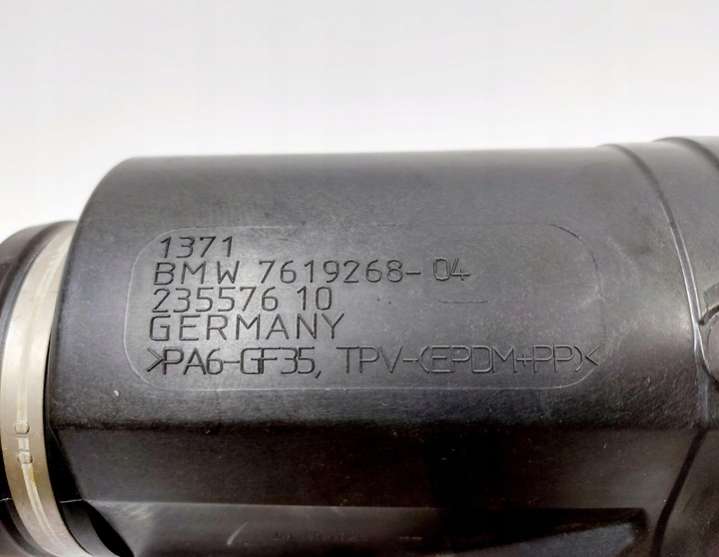 1371
BMW 7619268-04
235576 10
GERMANY
>PA6-GF35, TPV-(EPDM+PP)<